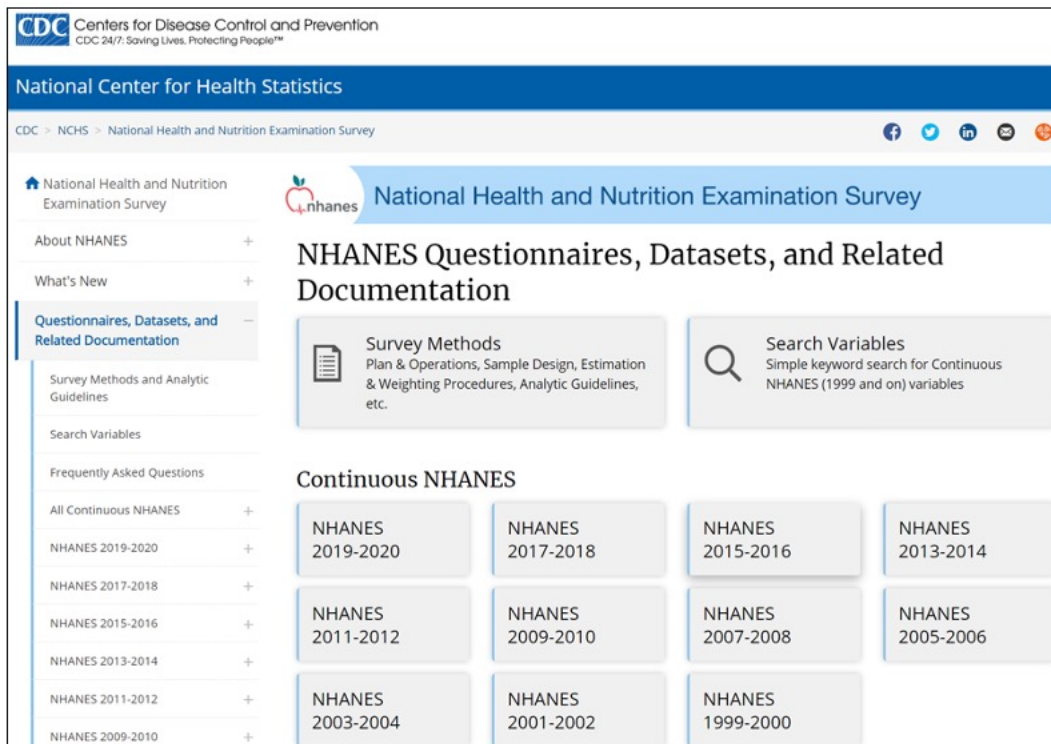 CDC Centers for Disease Control and Prevention
CDC 24/7: Saving Lives, Protecting People™
National Center for Health Statistics
CDC > NCHS > National Health and Nutrition Examination Survey
National Health and Nutrition
Examination Survey
About NHANES +
What's New +
Questionnaires, Datasets, and –
Related Documentation
Survey Methods and Analytic
Guidelines
Search Variables
Frequently Asked Questions
All Continuous NHANES +
NHANES 2019-2020 +
NHANES 2017-2018 +
NHANES 2015-2016 +
NHANES 2013-2014 +
NHANES 2011-2012 +
NHANES 2009-2010 +
nhanes National Health and Nutrition Examination Survey
NHANES Questionnaires, Datasets, and Related
Documentation
Survey Methods
Plan & Operations, Sample Design, Estimation
& Weighting Procedures, Analytic Guidelines,
etc.
Search Variables
Simple keyword search for Continuous
NHANES (1999 and on) variables
Continuous NHANES
NHANES
2019-2020
NHANES
2017-2018
NHANES
2015-2016
NHANES
2013-2014
NHANES
2011-2012
NHANES
2009-2010
NHANES
2007-2008
NHANES
2005-2006
NHANES
2003-2004
NHANES
2001-2002
NHANES
1999-2000